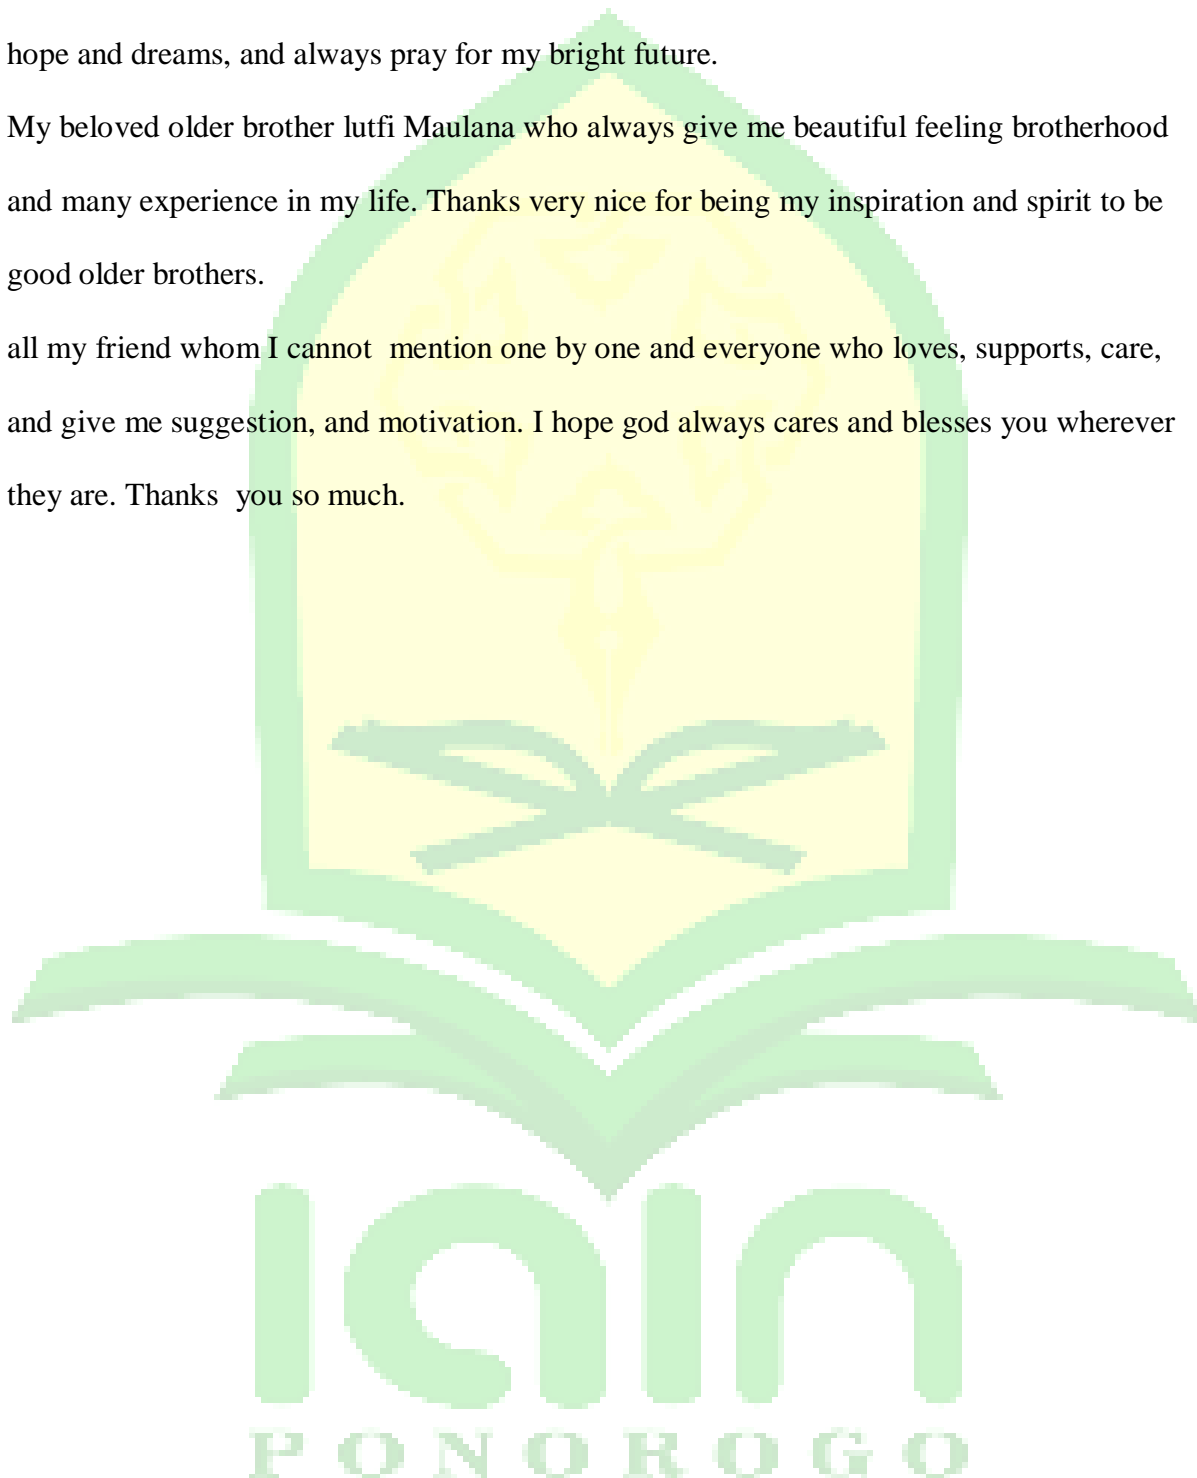 hope and dreams, and always pray for my bright future.
My beloved older brother lutfi Maulana who always give me beautiful feeling brotherhood
and many experience in my life. Thanks very nice for being my inspiration and spirit to be
good older brothers.
all my friend whom I cannot  mention one by one and everyone who loves, supports, care,
and give me suggestion, and motivation. I hope god always cares and blesses you wherever
they are. Thanks  you so much.
IAIN
PONOROGO